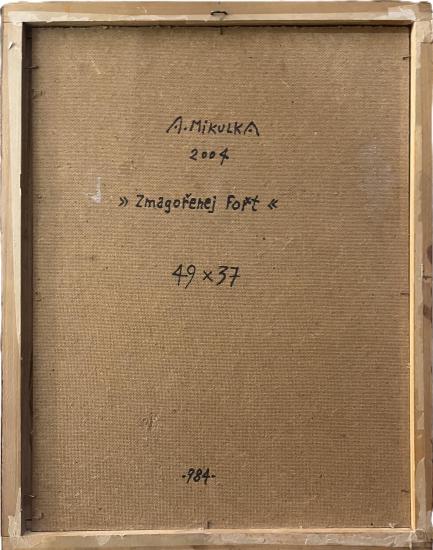 A. MIKULKA
2004
» Zmagořenej Fořt «
49 × 37
-984-